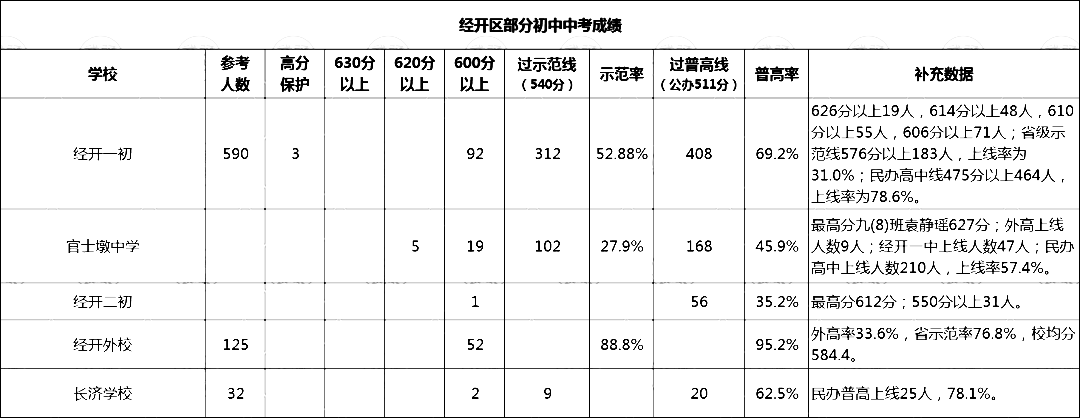 经开区部分初中中考成绩
学校 参考人数 高分保护 630分以上 620分以上 600分以上 过示范线（540分） 示范率 过普高线（公办511分） 普高率 补充数据
经开一初 590 3 92 312 52.88% 408 69.2%
626分以上19人，614分以上48人，610
分以上55人，606分以上71人；省级示
范线576分以上183人，上线率为
31.0%；民办高中线475分以上464人，
上线率为78.6%。
官士墩中学 5 19 102 27.9% 168 45.9%
最高分九(8)班袁静瑶627分；外高上线
人数9人；经开一中上线人数47人；民办
高中上线人数210人，上线率57.4%。
经开二初 1 56 35.2% 最高分612分；550分以上31人。
经开外校 125 52 88.8% 95.2%
外高率33.6%，省示范率76.8%，校均分
584.4。
长济学校 32 2 9 20 62.5% 民办普高上线25人，78.1%。